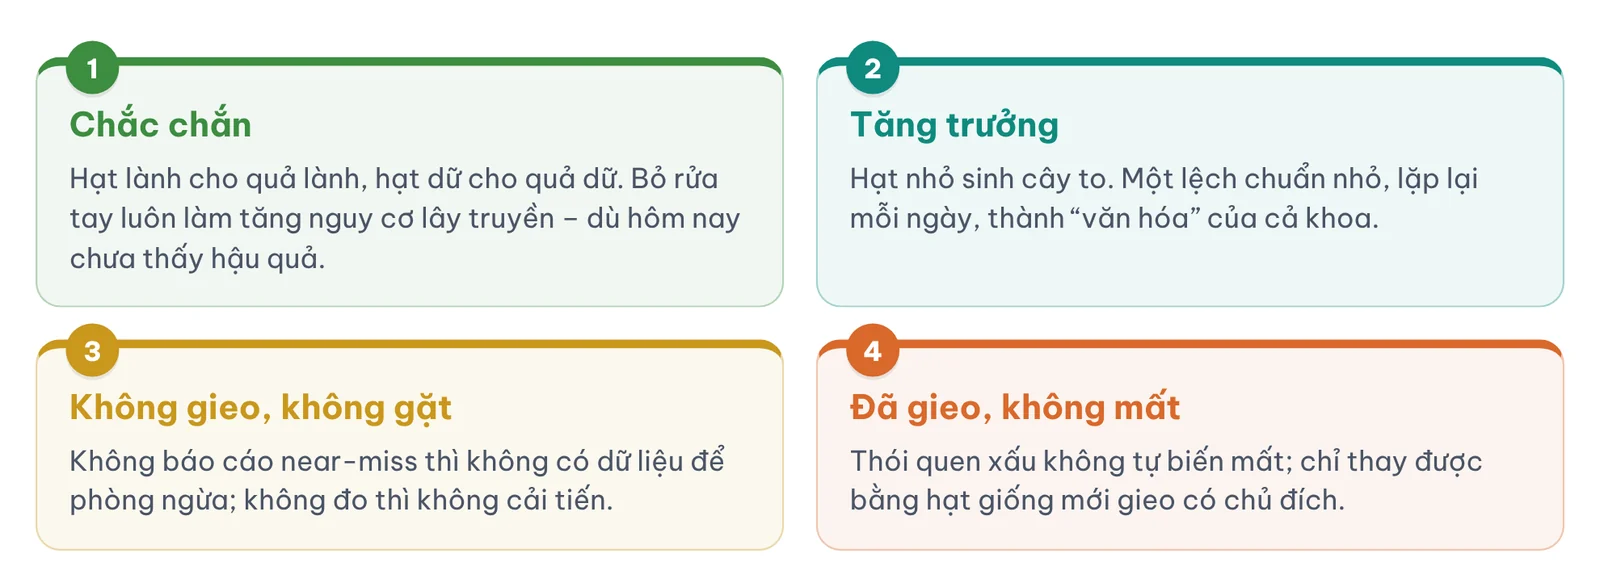 1
Chắc chắn
Hạt lành cho quả lành, hạt dữ cho quả dữ. Bỏ rửa
tay luôn làm tăng nguy cơ lây truyền – dù hôm nay
chưa thấy hậu quả.
2
Tăng trưởng
Hạt nhỏ sinh cây to. Một lệch chuẩn nhỏ, lặp lại
mỗi ngày, thành “văn hóa” của cả khoa.
3
Không gieo, không gặt
Không báo cáo near-miss thì không có dữ liệu để
phòng ngừa; không đo thì không cải tiến.
4
Đã gieo, không mất
Thói quen xấu không tự biến mất; chỉ thay được
bằng hạt giống mới gieo có chủ đích.